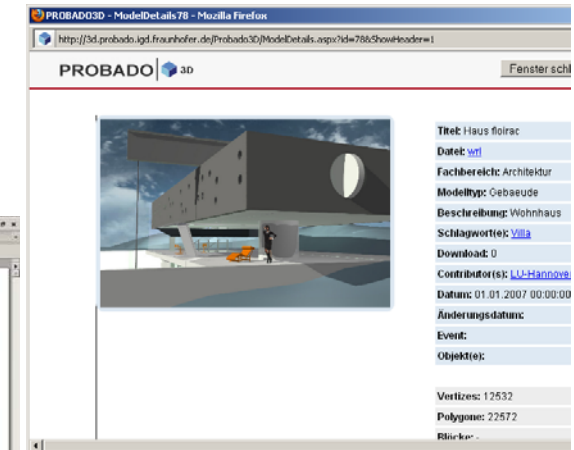 PROBADO3D - ModelDetails78 - Mozilla Firefox
http://3d.probado.igd.fraunhofer.de/Probado3D/ModelDetails.aspx?id=78&ShowHeader=1
PROBADO 3D
Fenster schl
Titel: Haus floirac
Datei: wrl
Fachbereich: Architektur
Modelltyp: Gebaeude
Beschreibung: Wohnhaus
Schlagwort(e): Villa
Download: 0
Contributor(s): LU-Hannover
Datum: 01.01.2007 00:00:00
Änderungsdatum:
Event:
Objekt(e):
Vertizes: 12532
Polygone: 22572
Blöcke: -